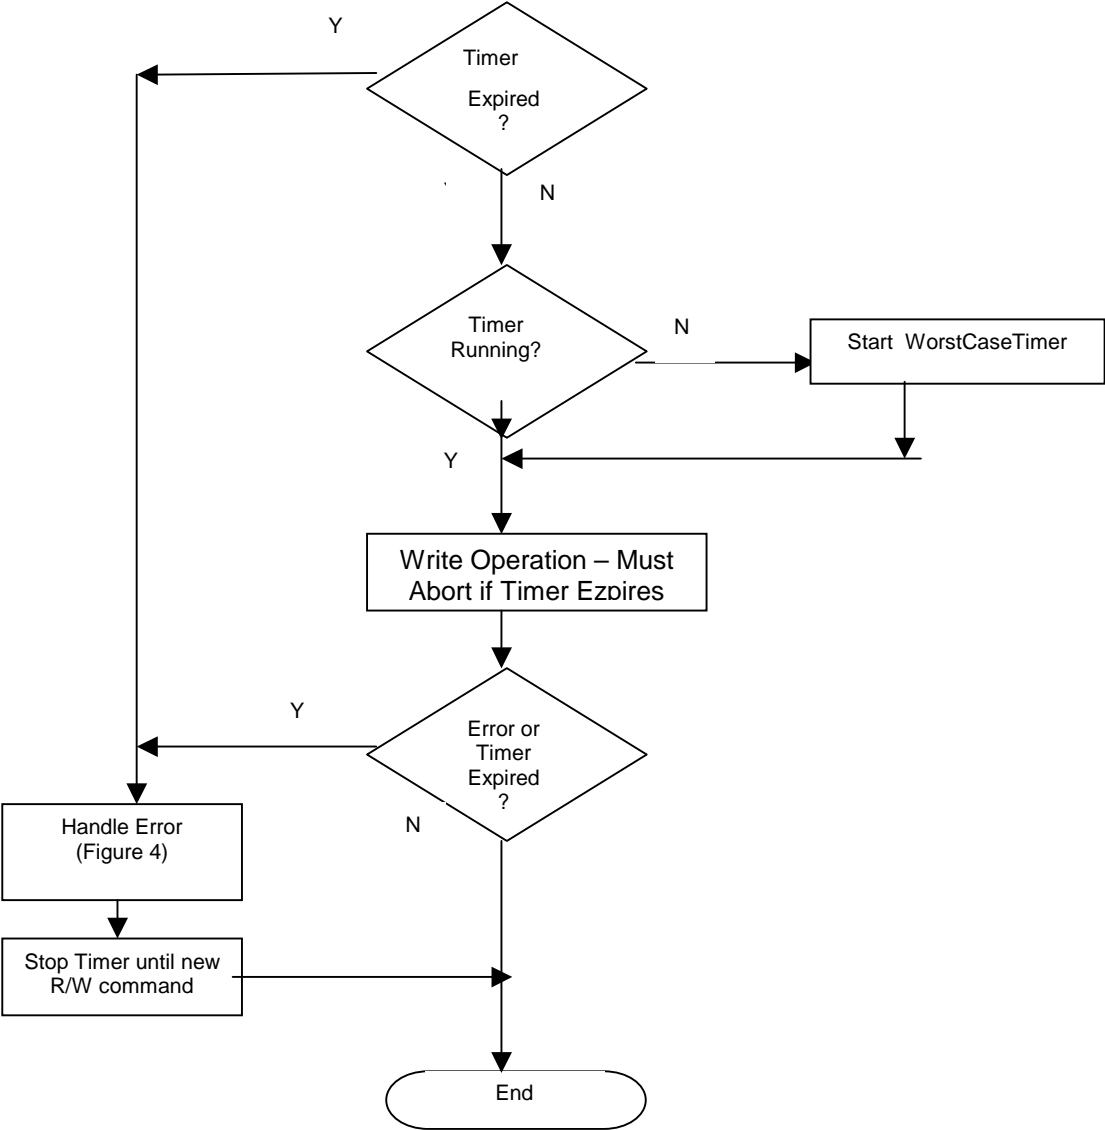 Y
Timer
Expired
?
N
Timer
Running?
N
Start WorstCaseTimer
Y
Write Operation – Must
Abort if Timer Ezpires
Y
Error or
Timer
Expired
?
N
Handle Error
(Figure 4)
Stop Timer until new
R/W command
End